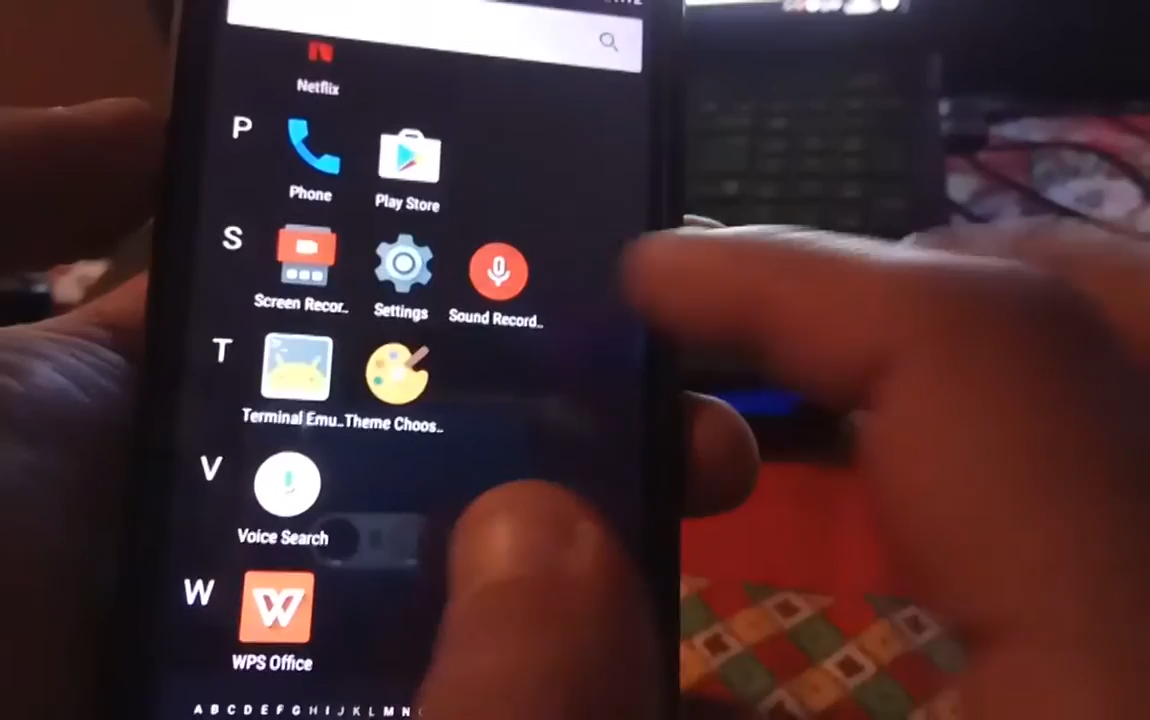 Netflix
P
Phone Play Store
S
Screen Recor.. Settings Sound Record..
T
Terminal Emu.. Theme Choos..
V
Voice Search
W
WPS Office
A B C D E F G H I J K L M N